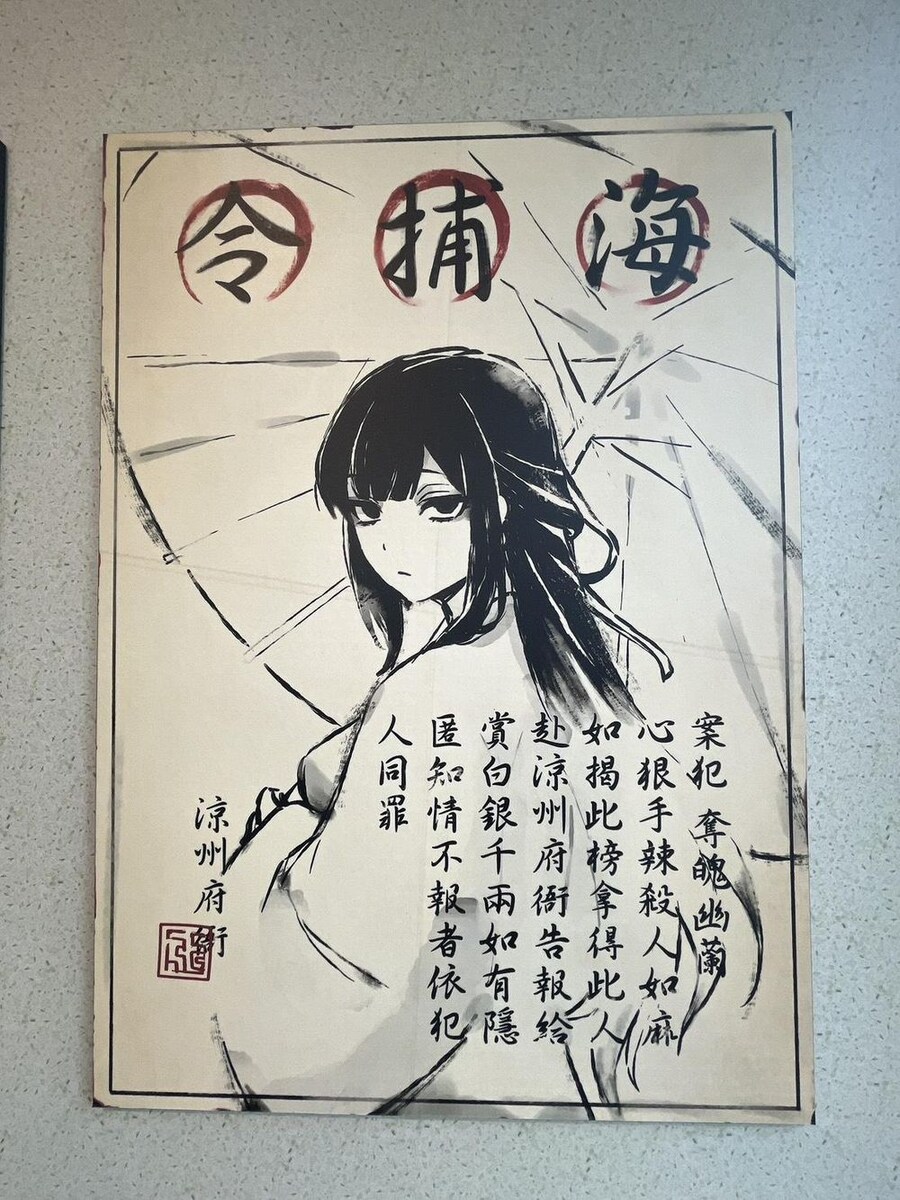 海捕令
案犯 奪魄幽蘭
心狠手辣殺人如麻
如揭此榜拿得此人
赴涼州府衙告報給
賞白銀千兩如有隱
匿知情不報者依犯
人同罪
涼州府衙